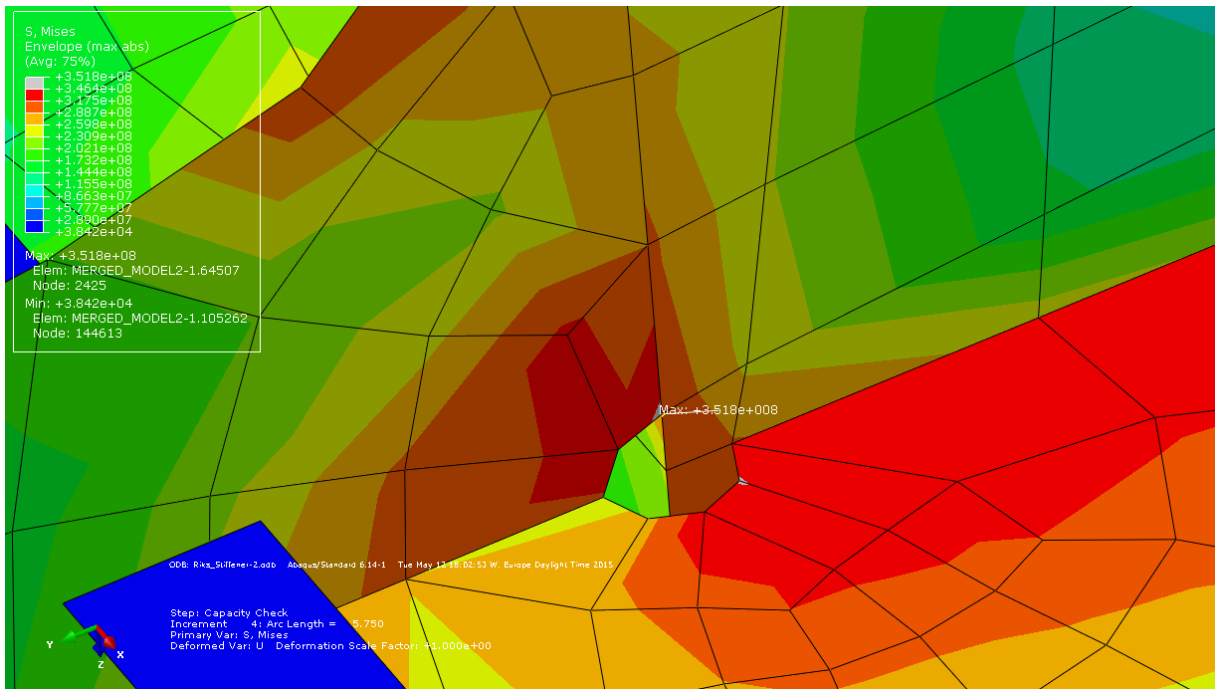 S, Mises
Envelope (max abs)
(Avg: 75%)
+3.518e+08
+3.464e+08
+3.175e+08
+2.887e+08
+2.598e+08
+2.309e+08
+2.021e+08
+1.732e+08
+1.444e+08
+1.155e+08
+8.663e+07
+5.777e+07
+2.890e+07
+3.842e+04
Max: +3.518e+08
Elem: MERGED_MODEL2-1.64507
Node: 2425
Min: +3.842e+04
Elem: MERGED_MODEL2-1.105262
Node: 144613
Max: +3.518e+008
ODB: Riks_Stiffener-2.odb Abaqus/Standard 6.14-1 Tue May 12 16:02:53 W. Europe Daylight Time 2015
Step: Capacity Check
Increment 4: Arc Length = 5.750
Primary Var: S, Mises
Deformed Var: U Deformation Scale Factor: +1.000e+00
Y
X
Z